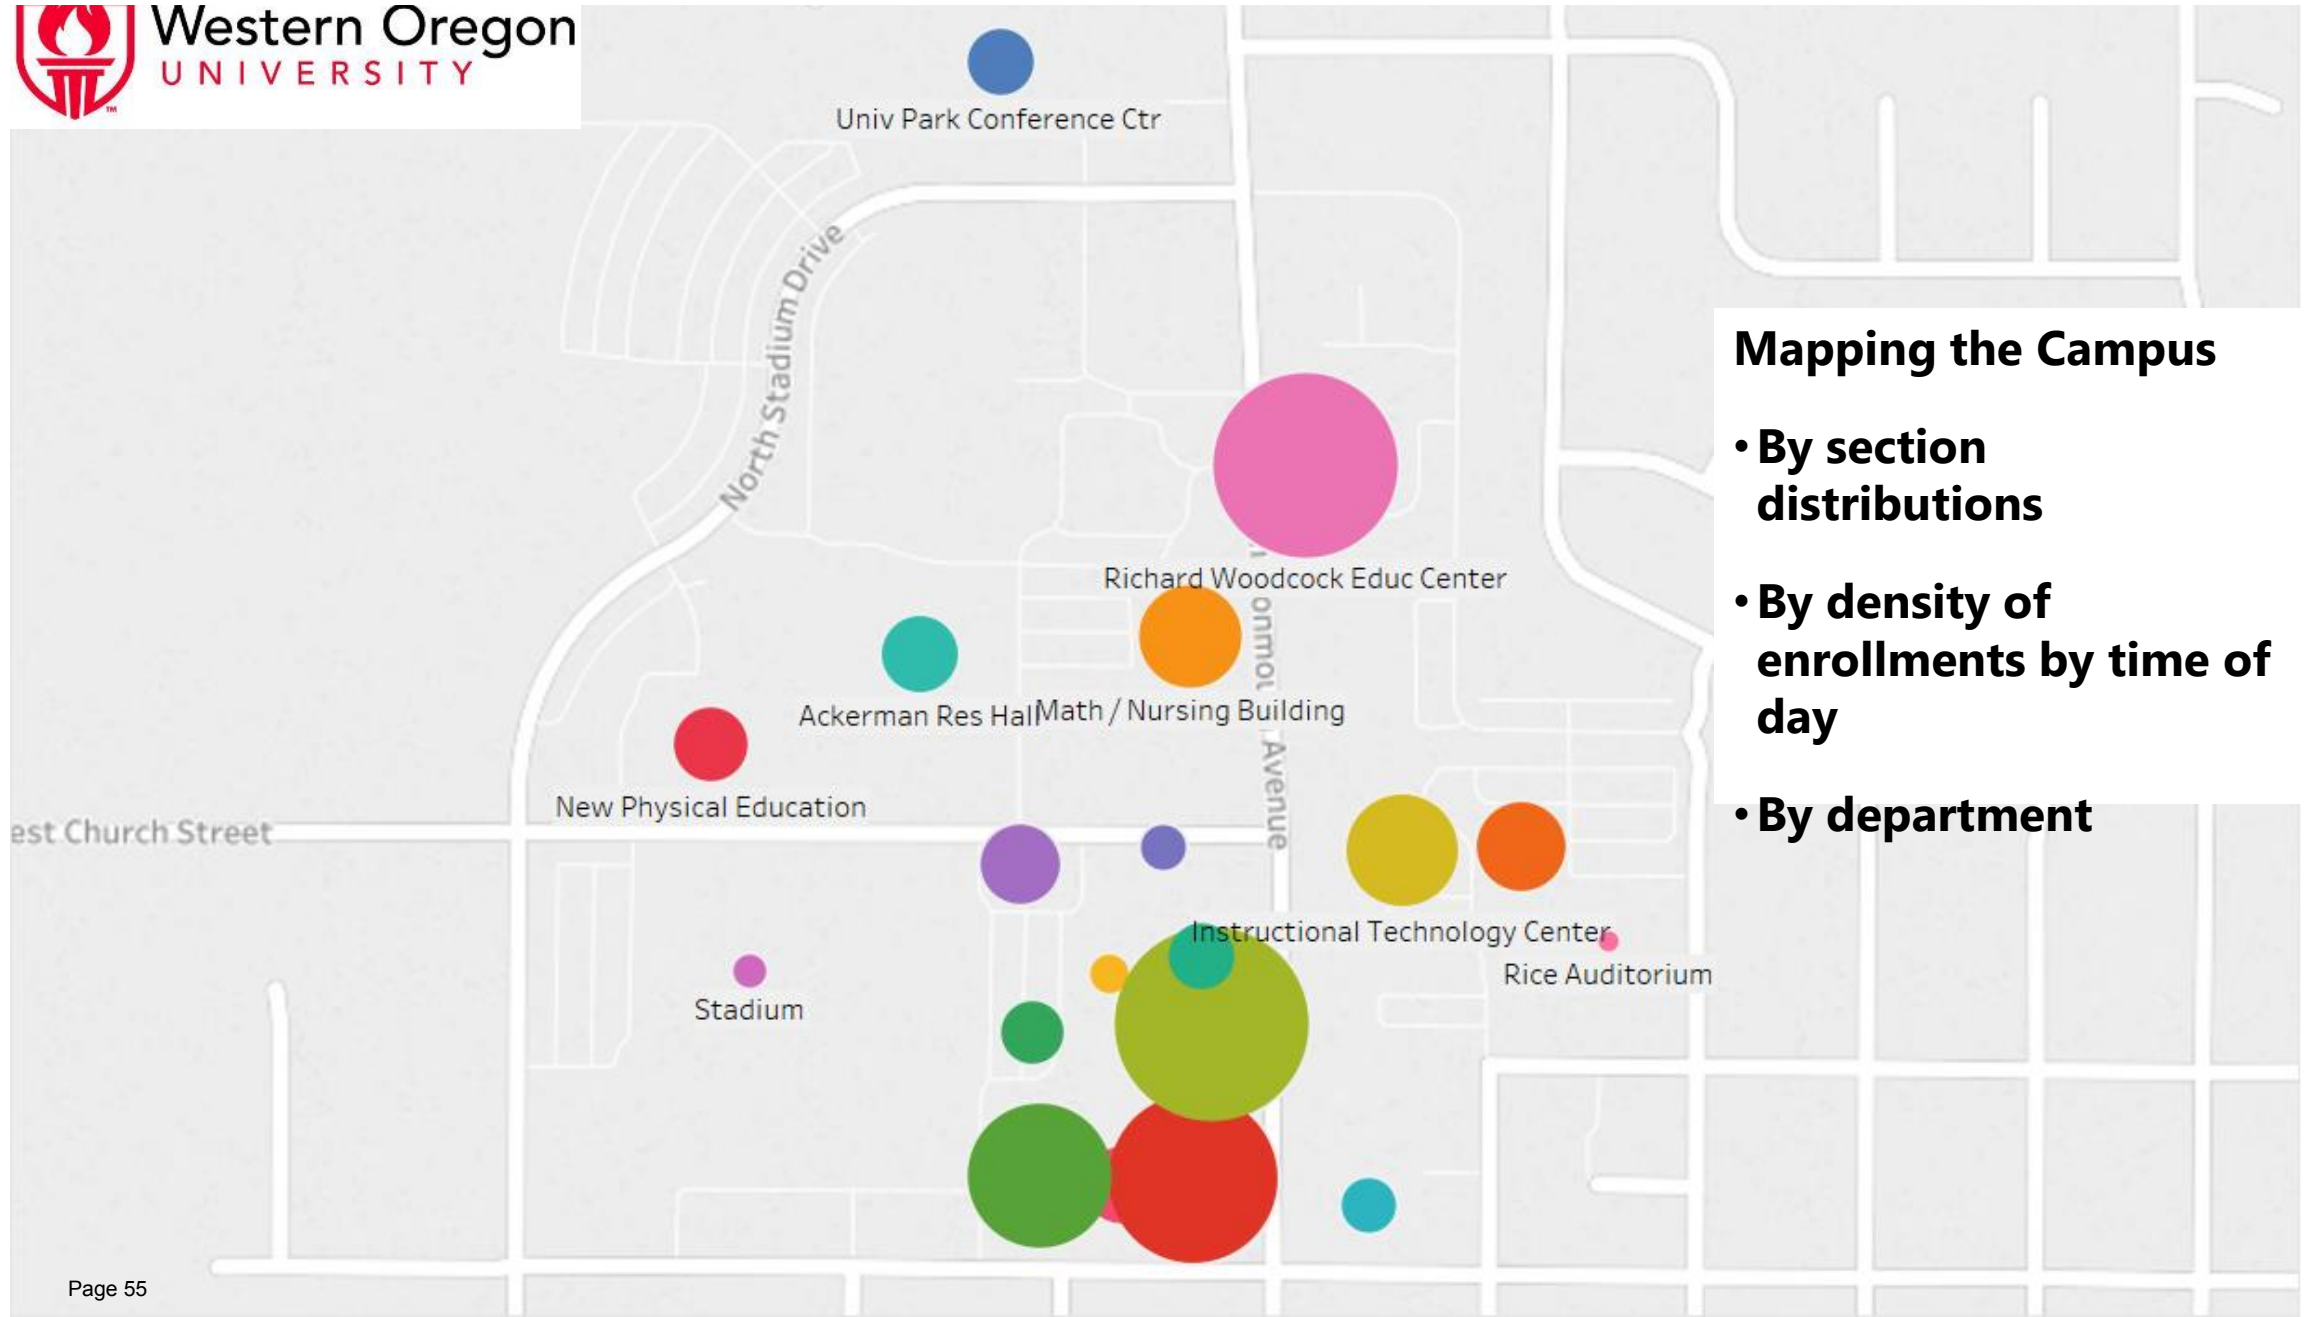 Western Oregon
UNIVERSITY
TM
Univ Park Conference Ctr
North Stadium Drive
Mapping the Campus
• By section
distributions
• By density of
enrollments by time of
day
• By department
Richard Woodcock Educ Center
Ackerman Res Hall
Math / Nursing Building
Avenue
New Physical Education
est Church Street
Instructional Technology Center
Rice Auditorium
Stadium
Page 55